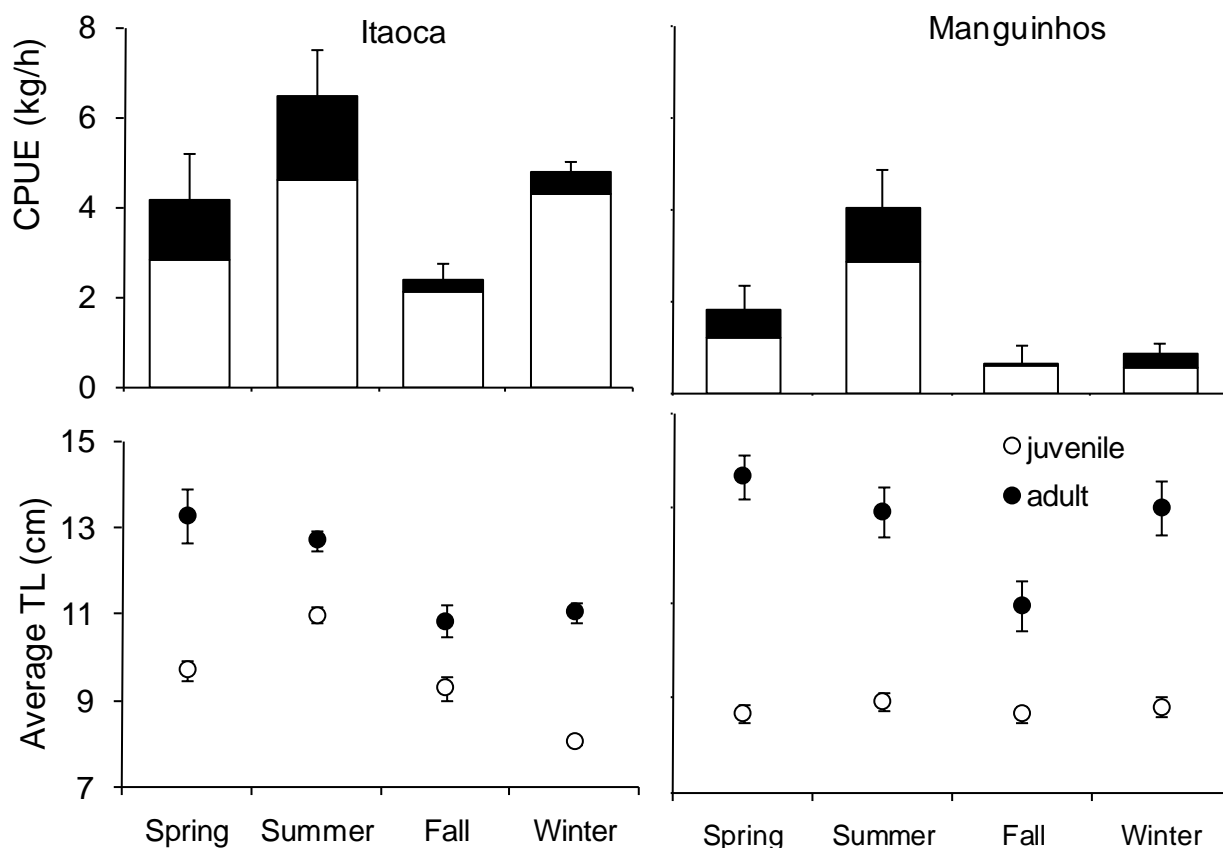 Itaoca
Manguinhos
CPUE (kg/h)
8
6
4
2
0
Average TL (cm)
15
13
11
9
7
juvenile
adult
Spring Summer Fall Winter
Spring Summer Fall Winter